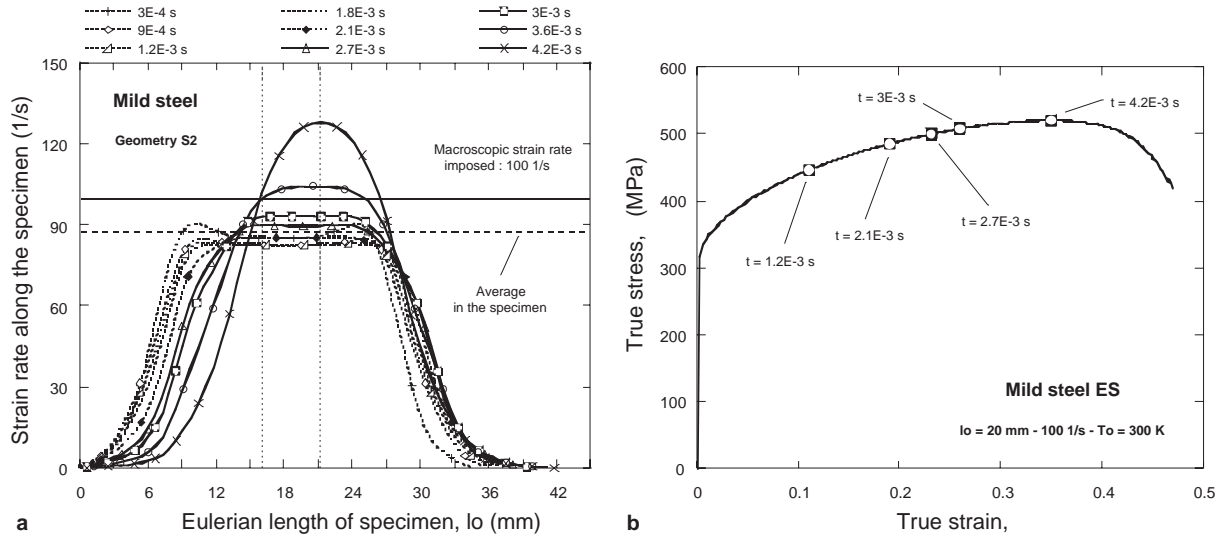 3E-4 s 1.8E-3 s 3E-3 s
9E-4 s 2.1E-3 s 3.6E-3 s
1.2E-3 s 2.7E-3 s 4.2E-3 s
150
120
90
60
30
0
Strain rate along the specimen (1/s)
Mild steel
Geometry S2
Macroscopic strain rate
imposed : 100 1/s
Average
in the specimen
0 6 12 18 24 30 36 42
Eulerian length of specimen, lo (mm)
a
600
500
400
300
200
100
0
True stress, (MPa)
t = 3E-3 s
t = 4.2E-3 s
t = 2.7E-3 s
t = 2.1E-3 s
t = 1.2E-3 s
Mild steel ES
lo = 20 mm - 100 1/s - To = 300 K
0 0.1 0.2 0.3 0.4 0.5
True strain,
b